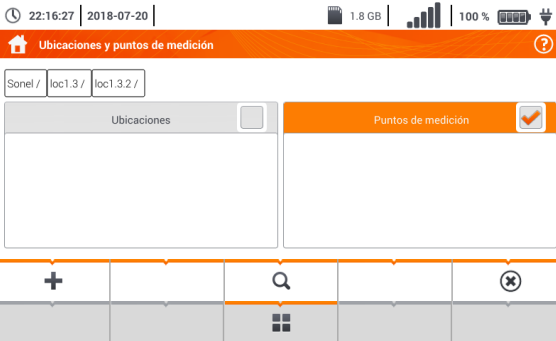 22:16:27 2018-07-20 1.8 GB 100 %
Ubicaciones y puntos de medición ?
Sonel / loc1.3 / loc1.3.2 /
Ubicaciones Puntos de medición